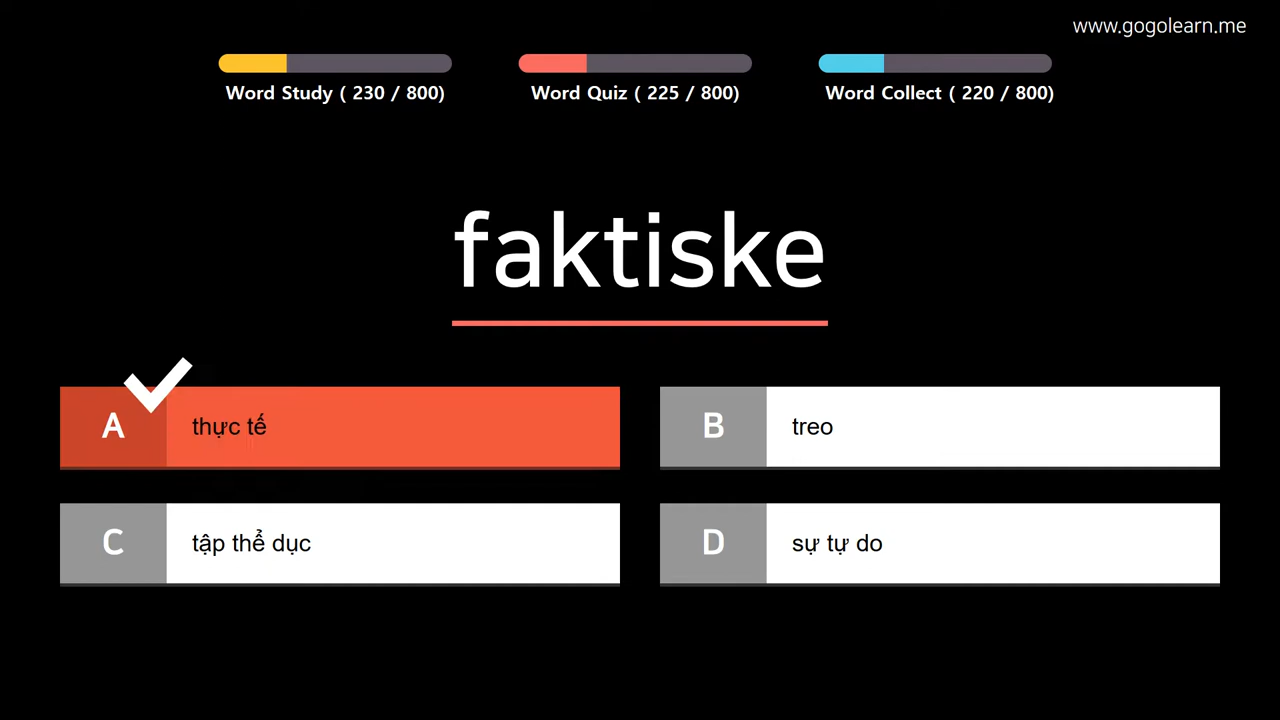 www.gogolearn.me
Word Study ( 230 / 800)
Word Quiz ( 225 / 800)
Word Collect ( 220 / 800)
faktiske
A thực tế
B treo
C tập thể dục
D sự tự do